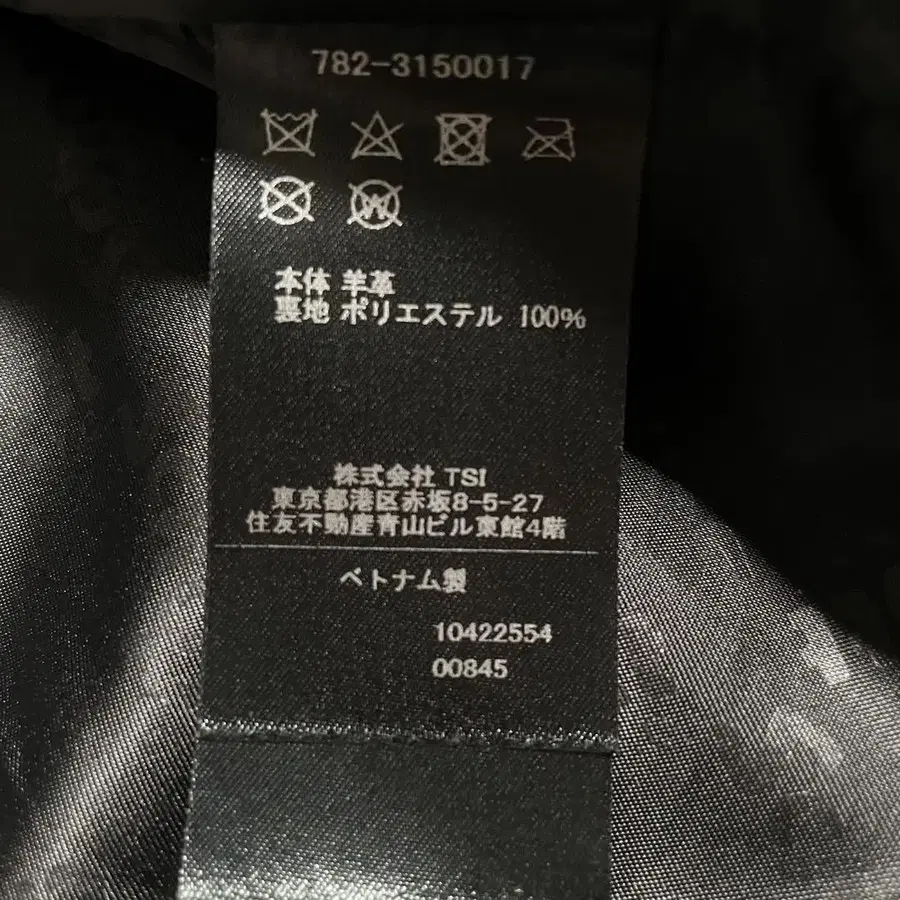 782-3150017
W
本体 羊革
裏地 ポリエステル 100%
株式会社 TSI
東京都港区赤坂8-5-27
住友不動産青山ビル東館4階
ベトナム製
10422554
00845